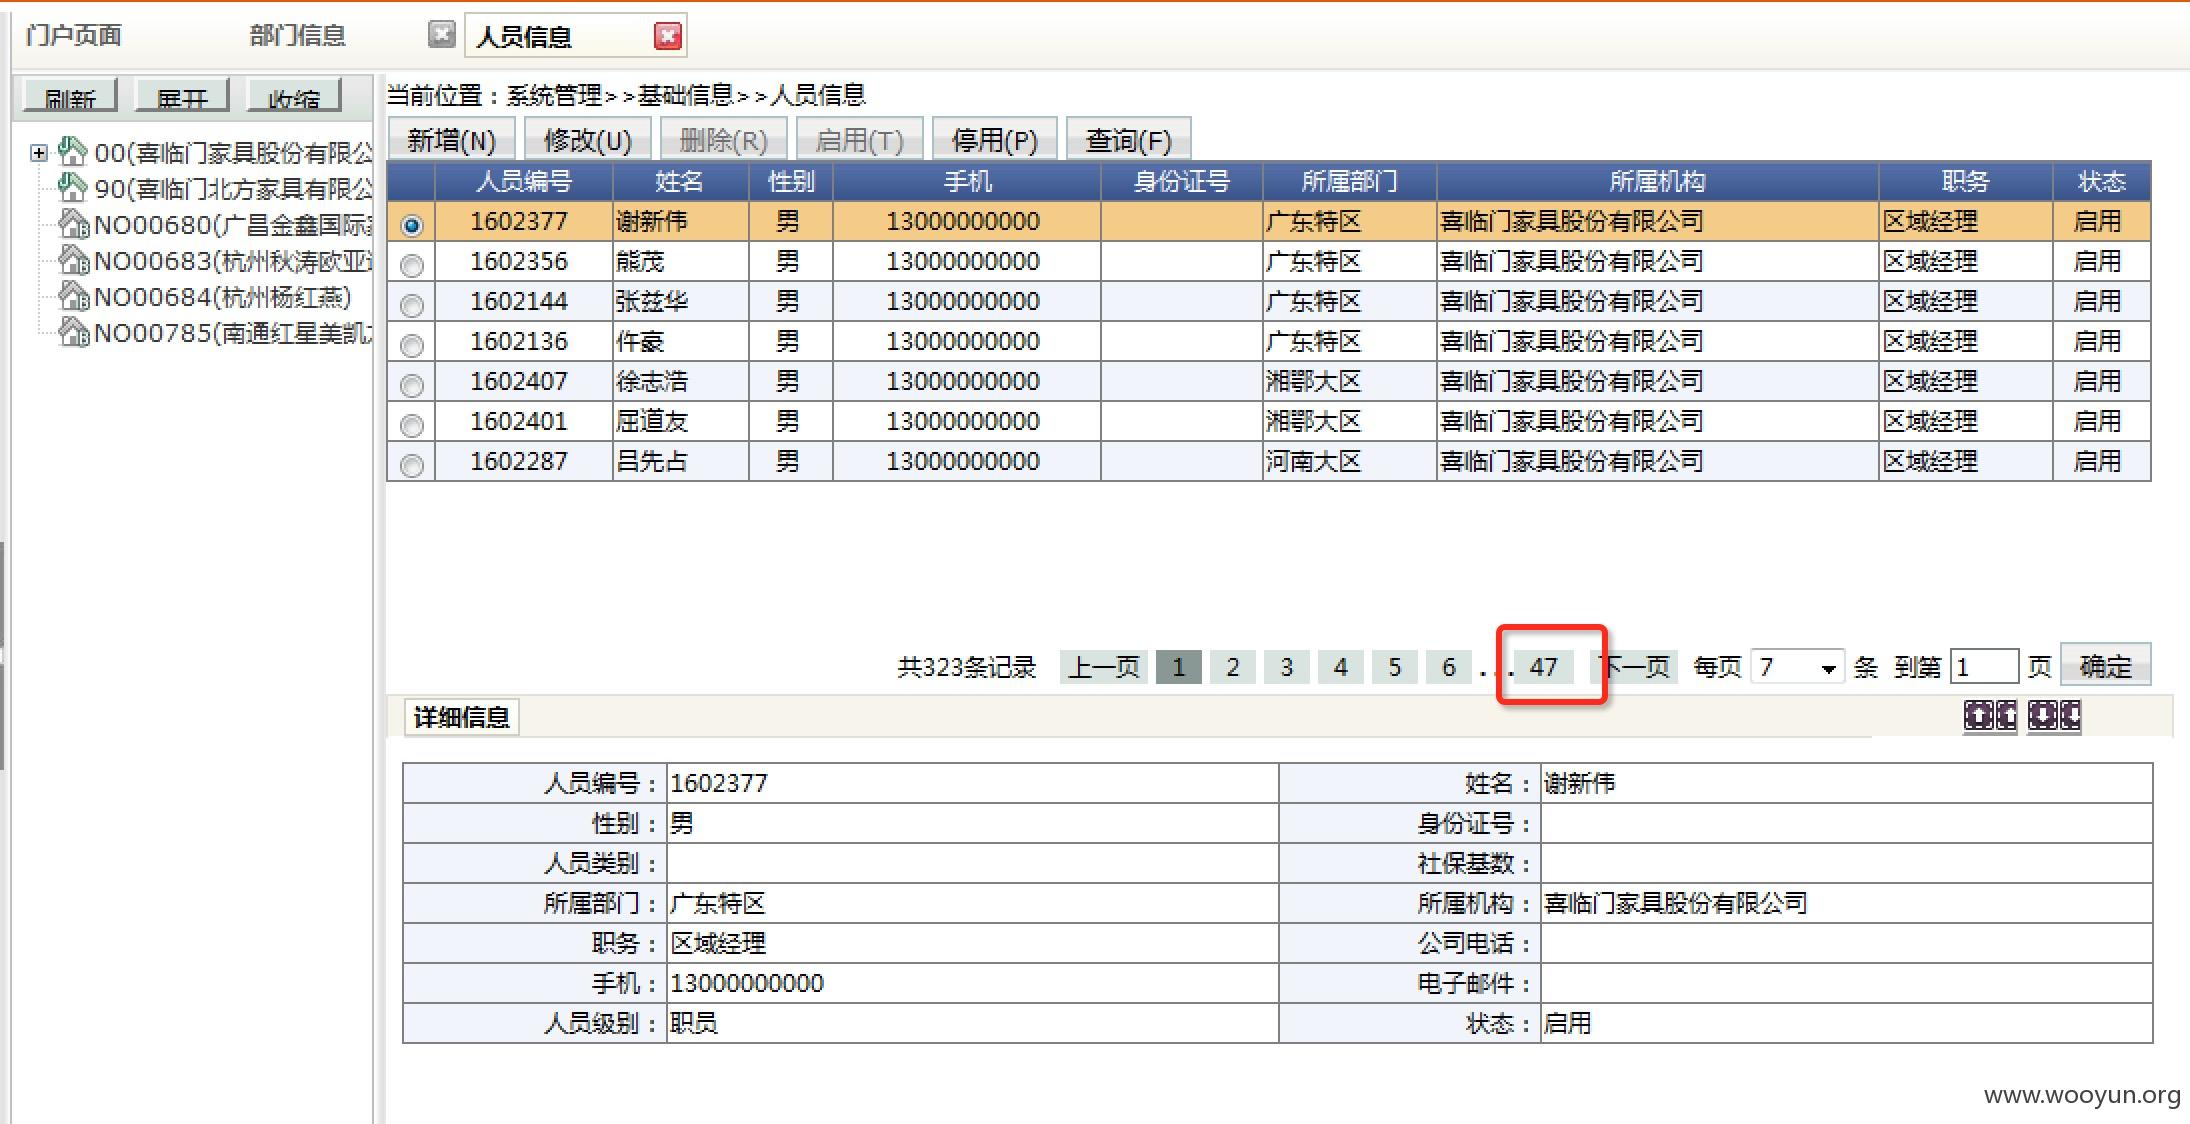 门户页面 部门信息 人员信息
刷新 展开 收缩
00(喜临门家具股份有限公
90(喜临门北方家具有限公
NO00680(广昌金鑫国际
NO00683(杭州秋涛欧亚
NO00684(杭州杨红燕)
NO00785(南通红星美凯
当前位置：系统管理>>基础信息>>人员信息
新增(N) 修改(U) 删除(R) 启用(T) 停用(P) 查询(F)
人员编号 姓名 性别 手机 身份证号 所属部门 所属机构 职务 状态
1602377 谢新伟 男 13000000000 广东特区 喜临门家具股份有限公司 区域经理 启用
1602356 熊茂 男 13000000000 广东特区 喜临门家具股份有限公司 区域经理 启用
1602144 张兹华 男 13000000000 广东特区 喜临门家具股份有限公司 区域经理 启用
1602136 仵豪 男 13000000000 广东特区 喜临门家具股份有限公司 区域经理 启用
1602407 徐志浩 男 13000000000 湘鄂大区 喜临门家具股份有限公司 区域经理 启用
1602401 屈道友 男 13000000000 湘鄂大区 喜临门家具股份有限公司 区域经理 启用
1602287 吕先占 男 13000000000 河南大区 喜临门家具股份有限公司 区域经理 启用
共323条记录 上一页 1 2 3 4 5 6 ... 47 下一页 每页 7 条 到第 1 页 确定
详细信息
人员编号： 1602377 姓名： 谢新伟
性别： 男 身份证号：
人员类别： 社保基数：
所属部门： 广东特区 所属机构： 喜临门家具股份有限公司
职务： 区域经理 公司电话：
手机： 13000000000 电子邮件：
人员级别： 职员 状态： 启用
www.wooyun.org